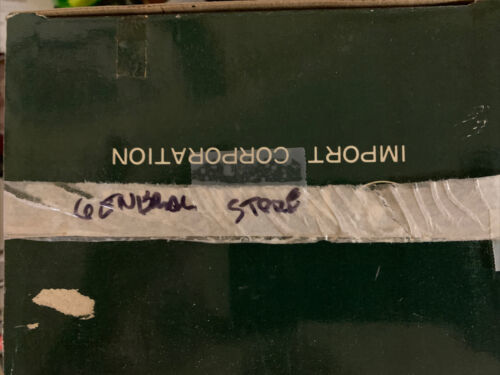 IMPORT CORPORATION
GENERAL STORE